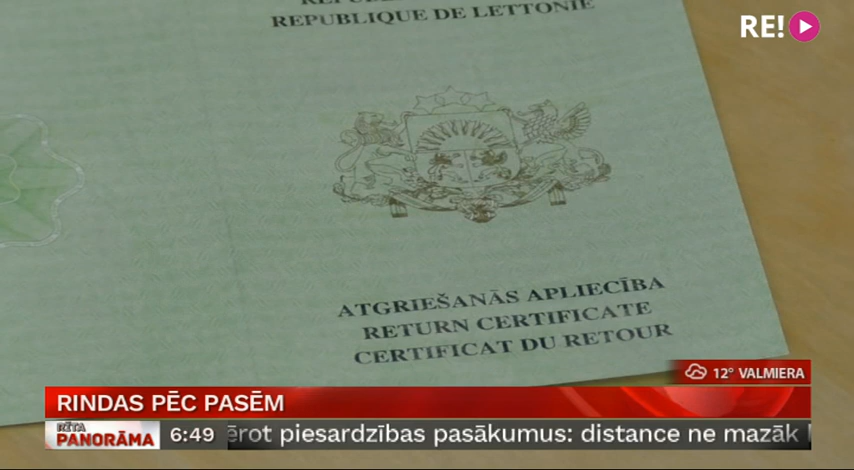 RE!
REPUBLIQUE DE LETTONIE
ATGRIEŠANĀS APLIECĪBA
RETURN CERTIFICATE
CERTIFICAT DU RETOUR
12° VALMIERA
RINDAS PĒC PASĒM
RĪTA
PANORĀMA
6:49
piesardzības pasākumus: distance ne mazāk